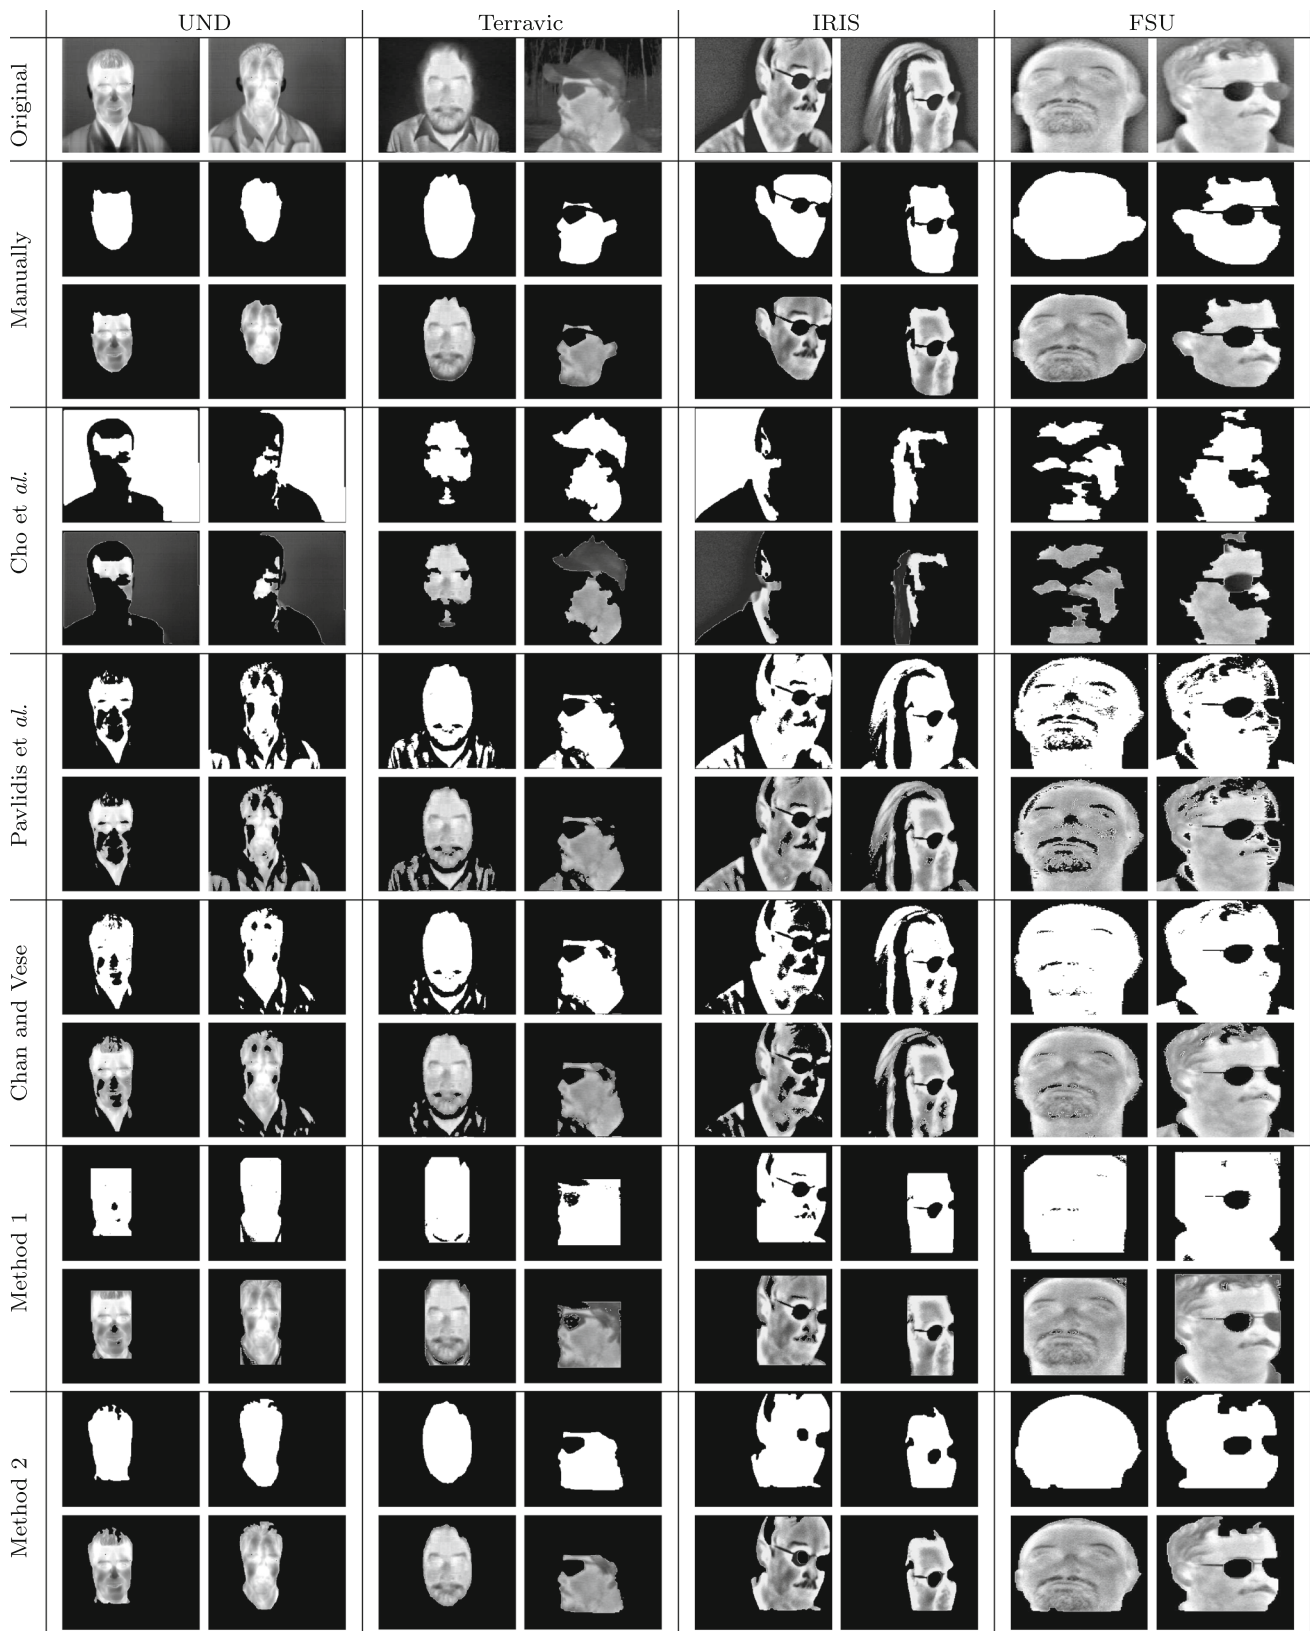 UND Terravic IRIS FSU
Original
Manually
Cho et al.
Pavlidis et al.
Chan and Vese
Method 1
Method 2